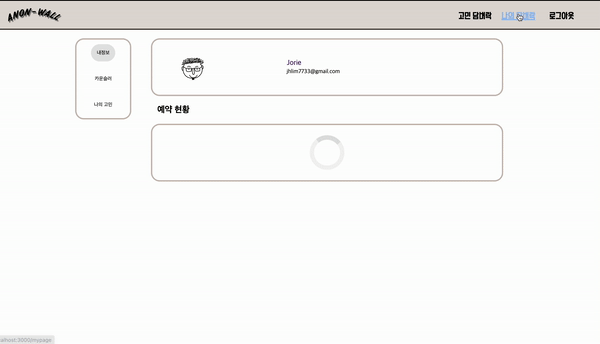 ANON-WALL
고민 담벼락
나의 담벼락
로그아웃
내정보
카운슬러
나의 고민
Jorie
jhlim7733@gmail.com
예약 현황
alhost:3000/mypage